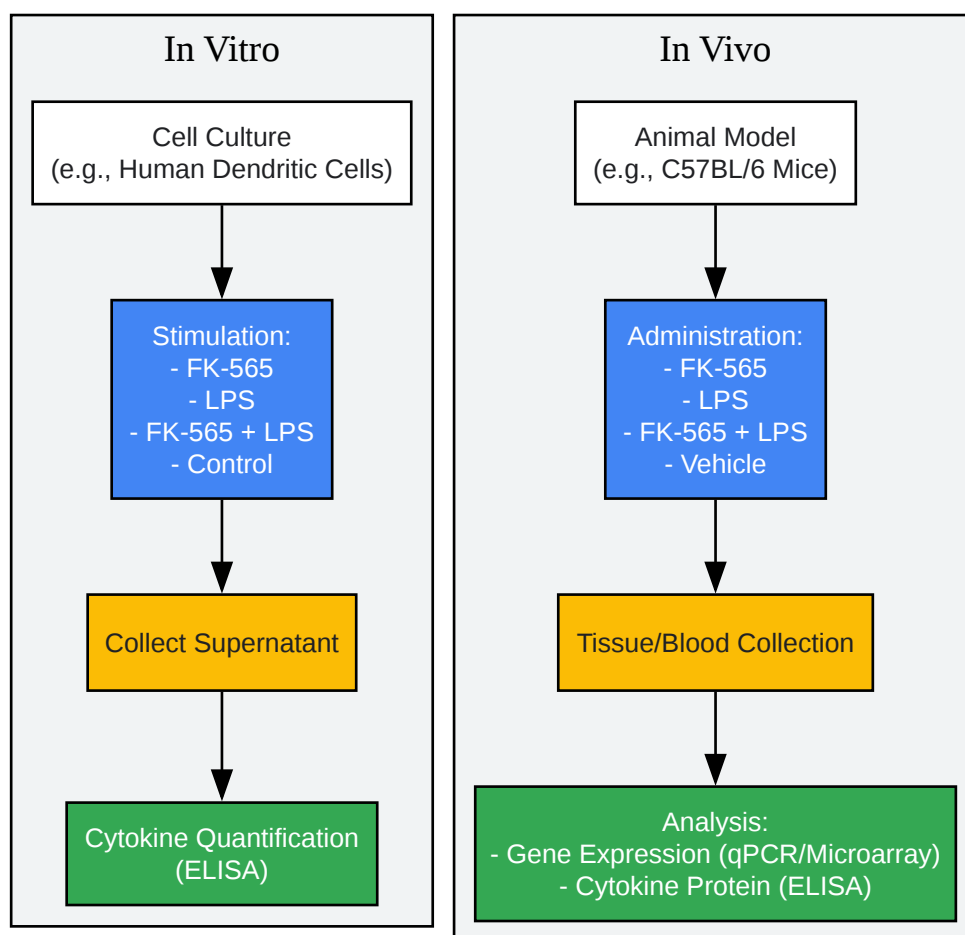 In Vitro
Cell Culture
(e.g., Human Dendritic Cells)
Stimulation:
- FK-565
- LPS
- FK-565 + LPS
- Control
Collect Supernatant
Cytokine Quantification
(ELISA)
In Vivo
Animal Model
(e.g., C57BL/6 Mice)
Administration:
- FK-565
- LPS
- FK-565 + LPS
- Vehicle
Tissue/Blood Collection
Analysis:
- Gene Expression (qPCR/Microarray)
- Cytokine Protein (ELISA)